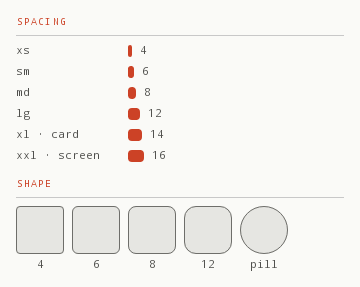 SPACING
xs 4
sm 6
md 8
lg 12
xl · card 14
xxl · screen 16
SHAPE
4 6 8 12 pill